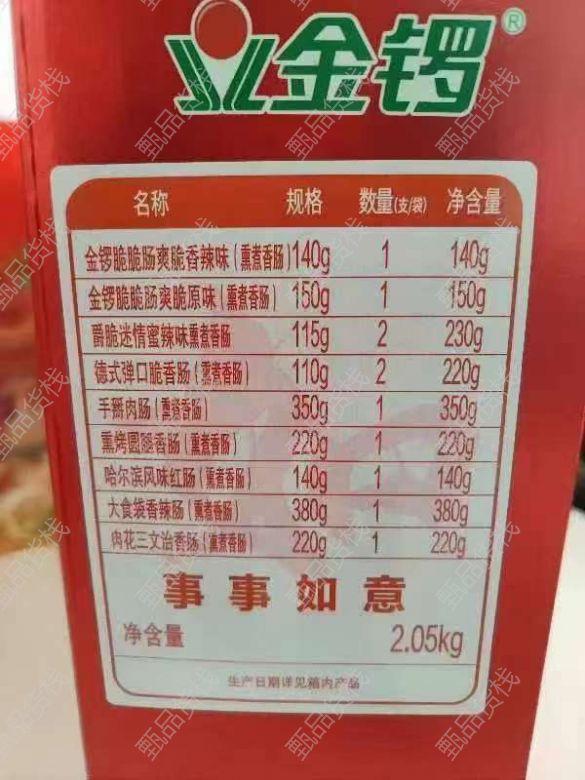 金锣®
名称 规格 数量(支/袋) 净含量
金锣脆脆肠爽脆香辣味(熏煮香肠) 140g 1 140g
金锣脆脆肠爽脆原味(熏煮香肠) 150g 1 150g
爵脆迷情蜜辣味熏煮香肠 115g 2 230g
德式弹口脆香肠(熏煮香肠) 110g 2 220g
手掰肉肠(熏煮香肠) 350g 1 350g
熏烤圆腿香肠(熏煮香肠) 220g 1 220g
哈尔滨风味红肠(熏煮香肠) 140g 1 140g
大食袋香辣肠(熏煮香肠) 380g 1 380g
肉花三文治香肠(熏煮香肠) 220g 1 220g
事事如意
净含量 2.05kg
生产日期详见箱内产品
甄品货栈